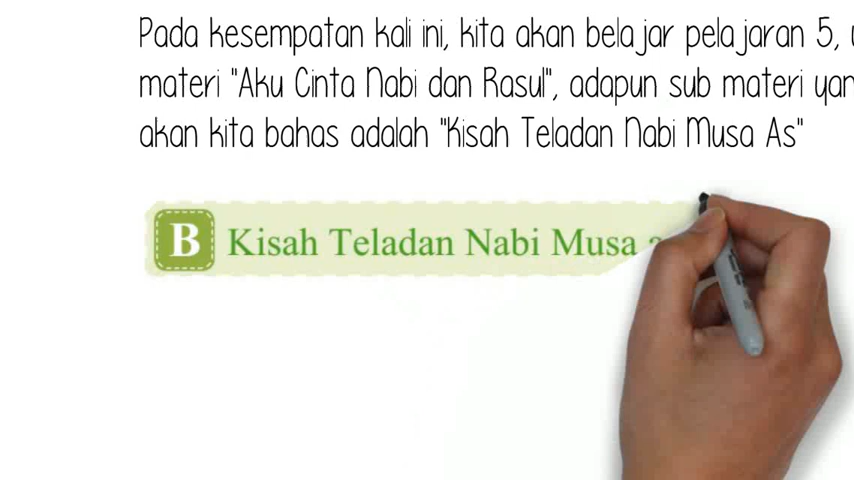 Pada kesempatan kali ini, kita akan belajar pelajaran 5,
materi "Aku Cinta Nabi dan Rasul", adapun sub materi
akan kita bahas adalah "Kisah Teladan Nabi Musa As"
B Kisah Teladan Nabi Musa